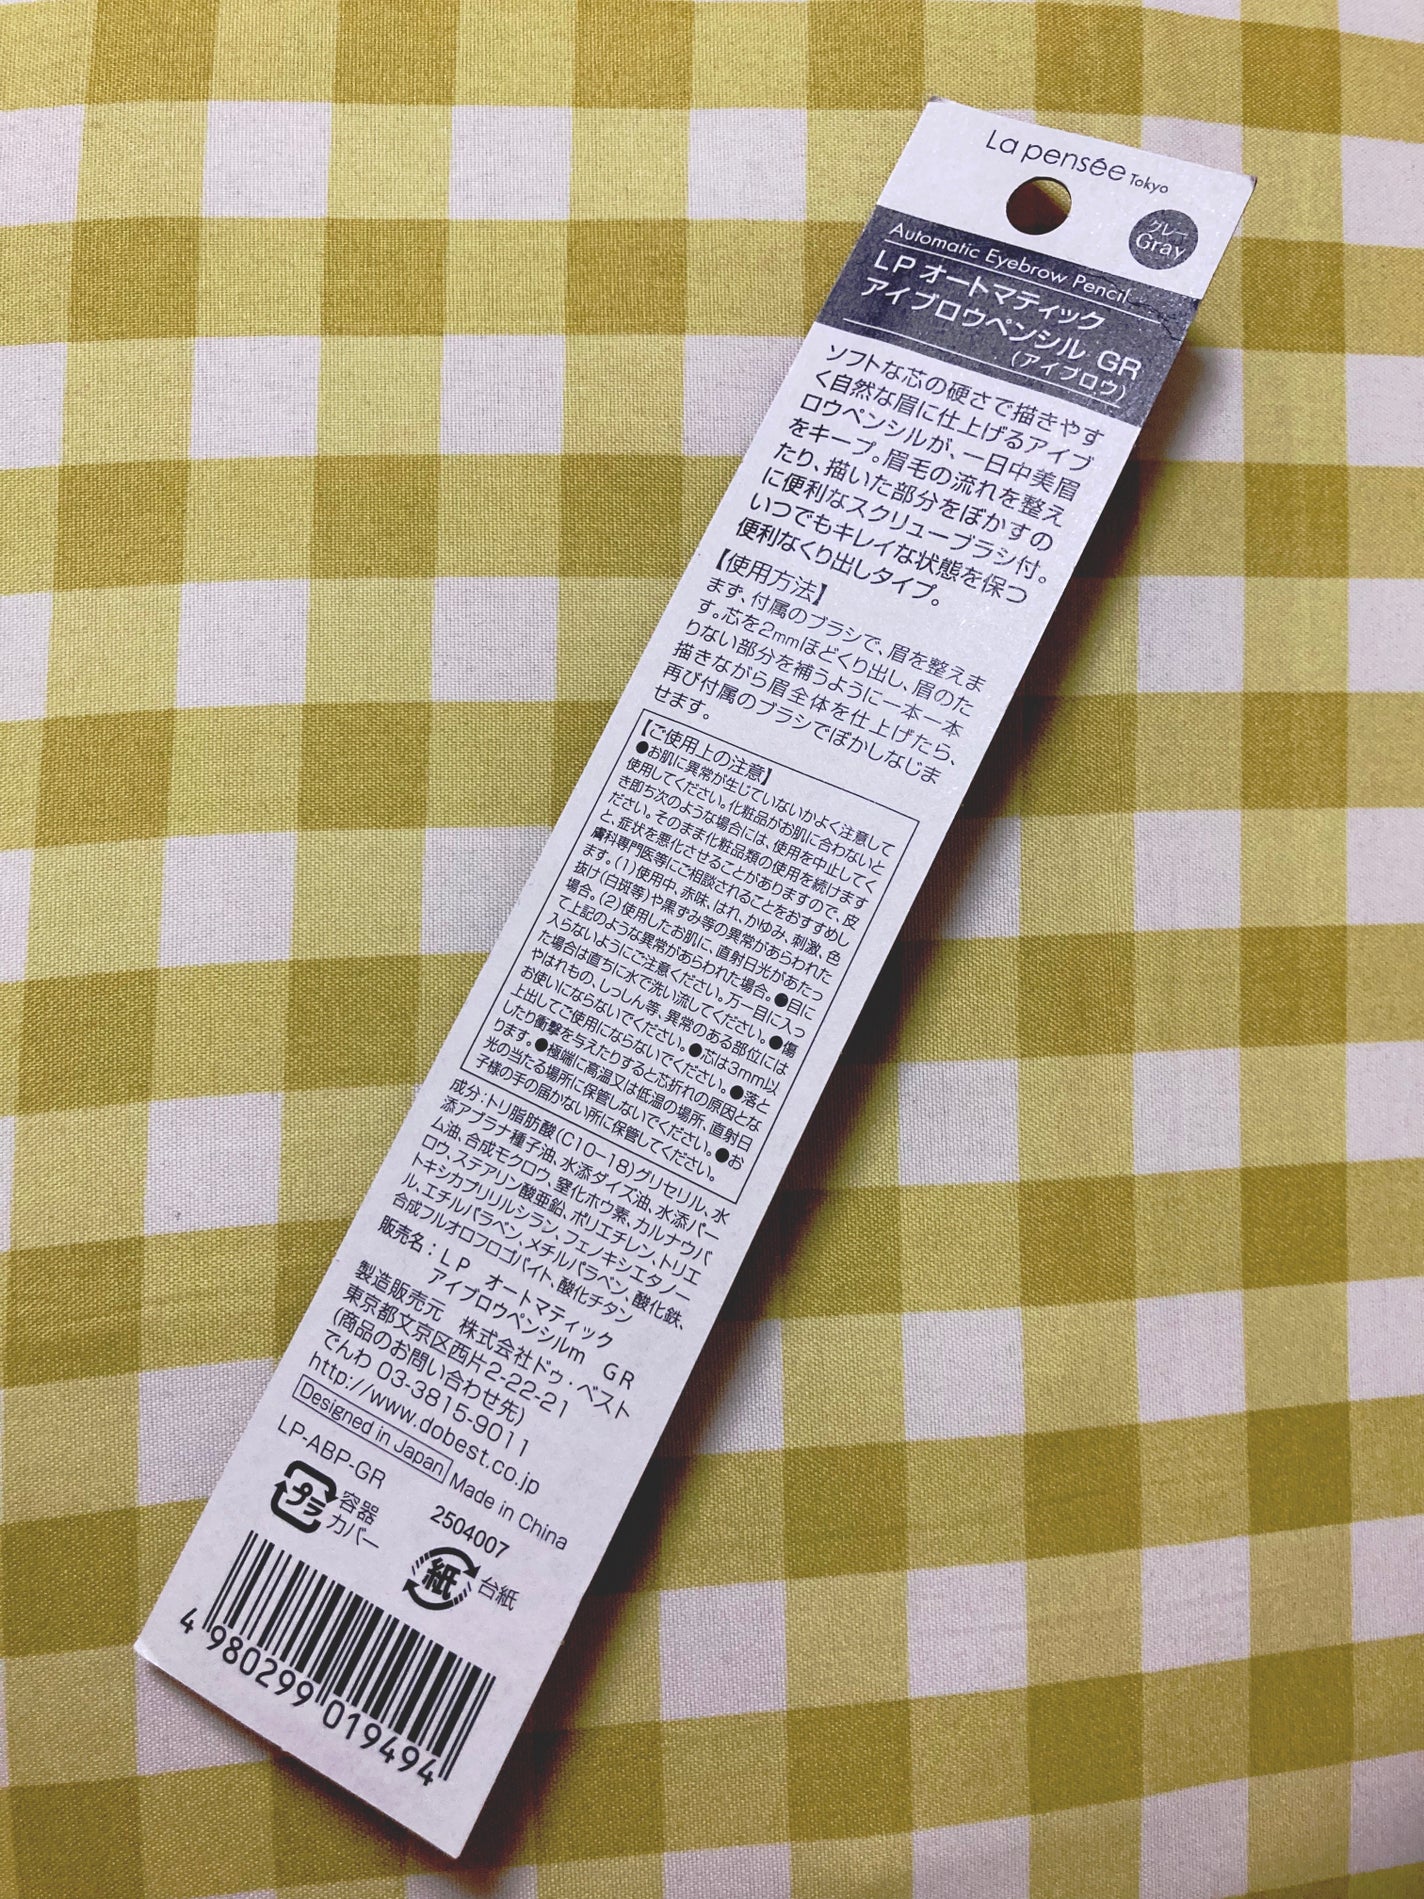 La pensée Tokyo
グレー
Gray
Automatic Eyebrow Pencil
LP オートマティック
アイブロウペンシル GR
(アイブロウ)
ソフトな芯の硬さで描きやす
く自然な眉に仕上げるアイブ
ロウペンシルが、一日中美眉
をキープ。眉毛の流れを整え
たり、描いた部分をぼかすの
に便利なスクリューブラシ付。
いつでもキレイな状態を保つ
便利なくり出しタイプ。
【使用方法】
まず、付属のブラシで、眉を整えま
す。芯を2mmほどくり出し、眉のた
りない部分を補うように一本一本
描きながら眉全体を仕上げたら、
再び付属のブラシでぼかしなじま
せます。
【ご使用上の注意】
●お肌に異常が生じていないかよく注意して
使用してください。化粧品がお肌に合わないと
き即ち次のような場合には、使用を中止してく
ださい。そのまま化粧品類の使用を続けます
と、症状を悪化させることがありますので、皮
膚科専門医等にご相談されることをおすすめし
ます。(1)使用中、赤味、はれ、かゆみ、刺激、色
抜け(白斑等)や黒ずみ等の異常があらわれた
場合。(2)使用したお肌に、直射日光があたっ
て上記のような異常があらわれた場合。●目に
入らないようにご注意ください。万一目に入っ
た場合は直ちに水で洗い流してください。●傷
やはれもの、しっしん等、異常のある部位には
お使いにならないでください。●芯は3mm以
上出してご使用にならないでください。●落と
したり衝撃を与えたりすると芯折れの原因とな
ります。●極端に高温又は低温の場所、直射日
光の当たる場所に保管しないでください。●お
子様の手の届かない所に保管してください。
成分:トリ脂肪酸(C10-18)グリセリル、水
添アブラナ種子油、水添ダイズ油、水添パー
ム油、合成モクロウ、窒化ホウ素、カルナウバ
ロウ、ステアリン酸亜鉛、ポリエチレン、トリエ
トキシカプリリルシラン、フェノキシエタノー
ル、エチルパラベン、メチルパラベン、酸化鉄、
合成フルオロフロゴパイト、酸化チタン
販売名:LP オートマティック
アイブロウペンシルm GR
製造販売元 株式会社ドゥ・ベスト
東京都文京区西片2-22-21
(商品のお問い合わせ先)
でんわ 03-3815-9011
http://www.dobest.co.jp
Designed in Japan Made in China
LP-ABP-GR
2504007
プラ 容器
カバー
紙 台紙
4 980299 019494